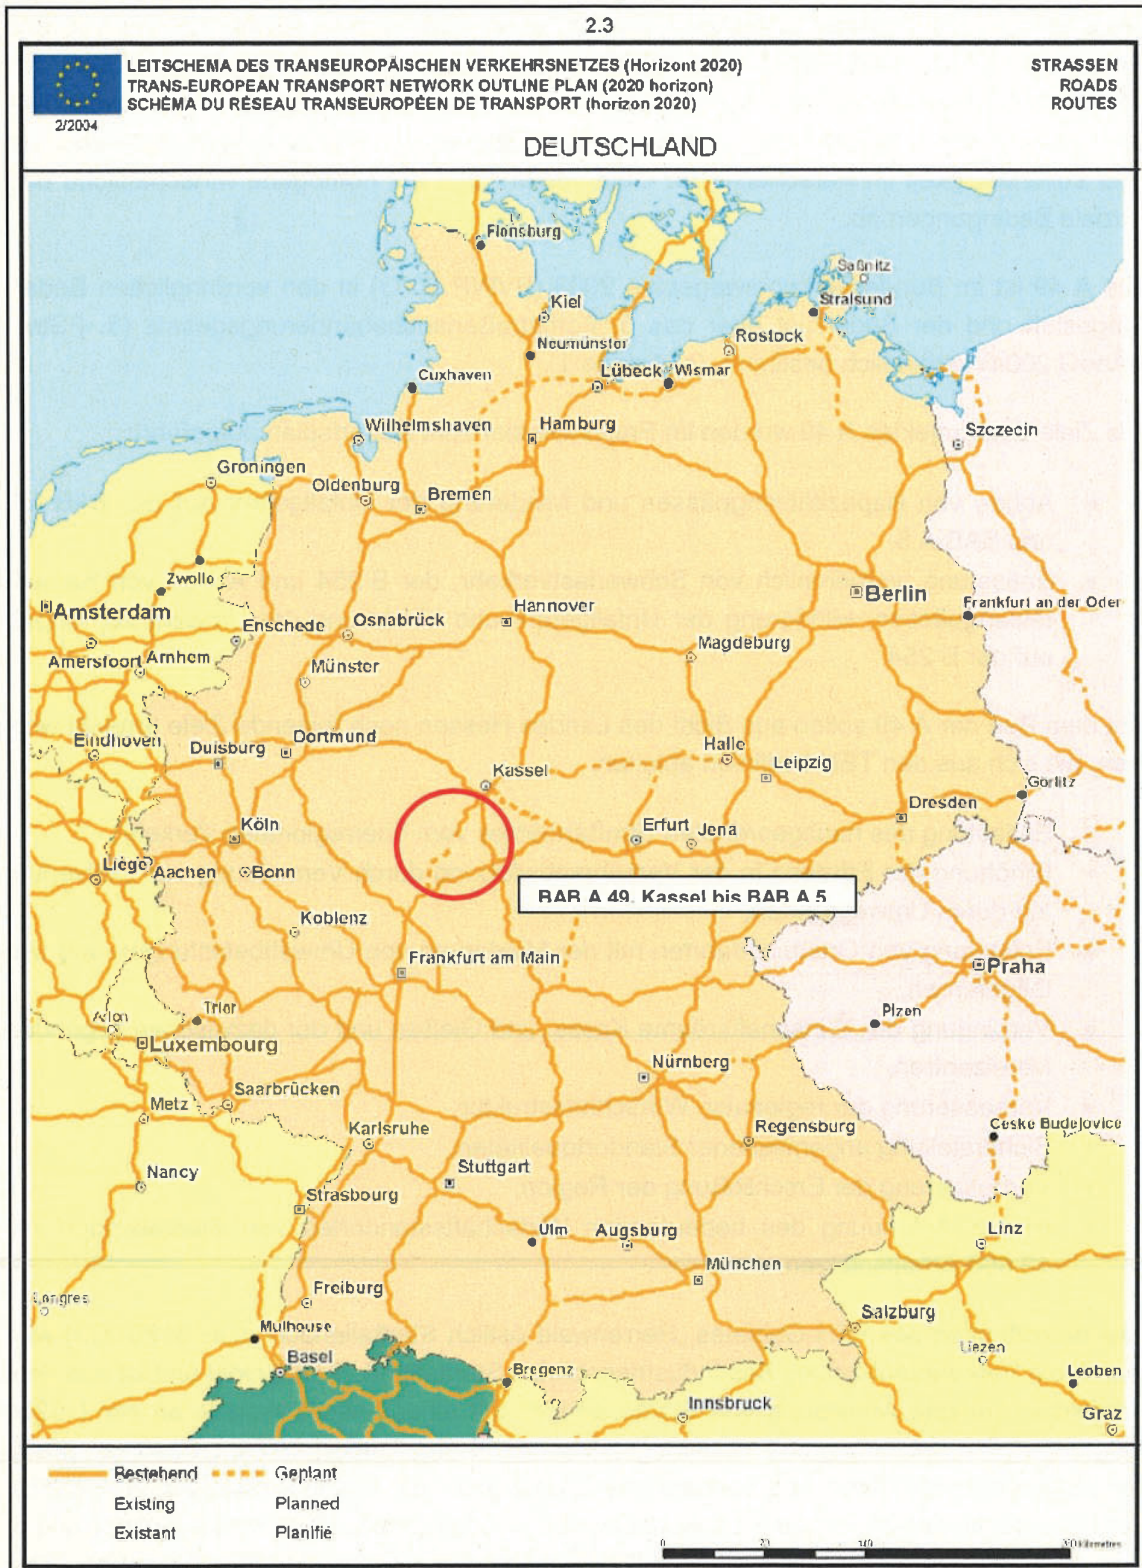 2.3
LEITSCHEMA DES TRANSEUROPÄISCHEN VERKEHRSNETZES (Horizont 2020)
TRANS-EUROPEAN TRANSPORT NETWORK OUTLINE PLAN (2020 horizon)
SCHÉMA DU RÉSEAU TRANSEUROPÉEN DE TRANSPORT (horizon 2020)
STRASSEN
ROADS
ROUTES
2/2004
DEUTSCHLAND
Flensburg
Saßnitz
Kiel
Stralsund
Neumünster
Rostock
Cuxhaven
Lübeck
Wismar
Wilhelmshaven
Hamburg
Szczecin
Groningen
Oldenburg
Bremen
Zwolle
Amsterdam
Hannover
Berlin
Frankfurt an der Oder
Enschede
Osnabrück
Magdeburg
Amersfoort
Arnhem
Münster
Eindhoven
Duisburg
Dortmund
Halle
Leipzig
Kassel
Görlitz
Köln
Erfurt
Jena
Dresden
Liége
Aachen
Bonn
BAB A 49, Kassel bis BAB A 5
Koblenz
Frankfurt am Main
Praha
Arlon
Trier
Plzen
Luxembourg
Nürnberg
Saarbrücken
Metz
Karlsruhe
Regensburg
Ceske Budejovice
Nancy
Stuttgart
Strasbourg
Ulm
Augsburg
Linz
München
Langres
Freiburg
Salzburg
Mulhouse
Basel
Liezen
Bregenz
Leoben
Innsbruck
Graz
Bestehend
Geplant
Existing
Planned
Existant
Planifié
0